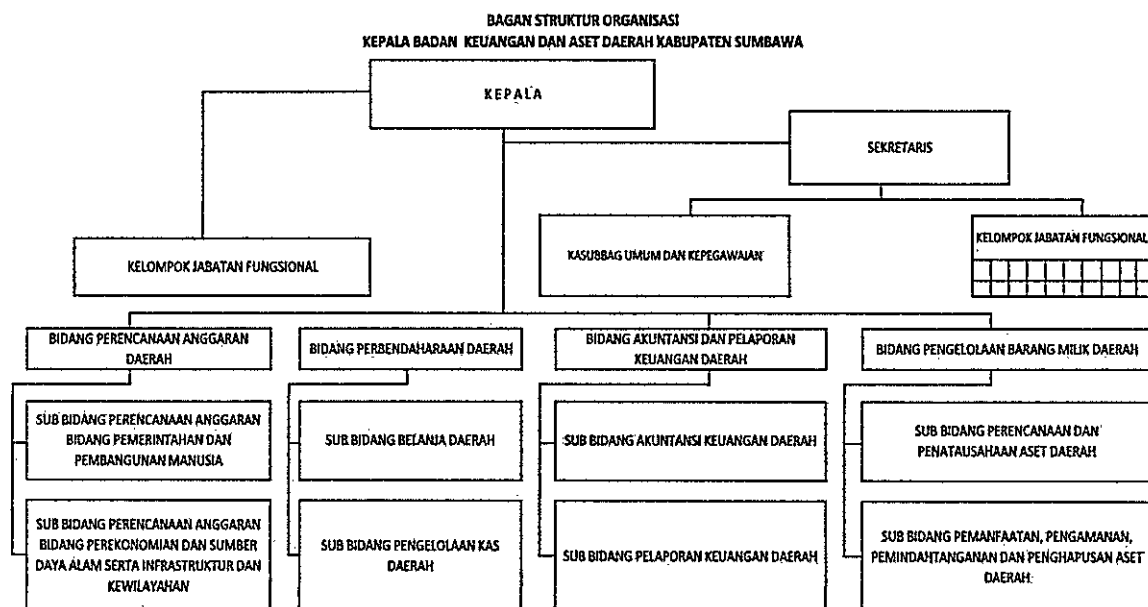 BAGAN STRUKTUR ORGANISASI
KEPALA BADAN KEUANGAN DAN ASET DAERAH KABUPATEN SUMBAWA
KEPALA
SEKRETARIS
KELOMPOK JABATAN FUNGSIONAL
KASUBBAG UMUM DAN KEPEGAWAIAN
KELOMPOK JABATAN FUNGSIONAL
BIDANG PERENCANAAN ANGGARAN
DAERAH
BIDANG PERBENDAHARAAN DAERAH
BIDANG AKUNTANSI DAN PELAPORAN
KEUANGAN DAERAH
BIDANG PENGELOLAAN BARANG MILIK DAERAH
SUB BIDANG PERENCANAAN ANGGARAN
BIDANG PEMERINTAHAN DAN
PEMBANGUNAN MANUSIA
SUB BIDANG BELANJA DAERAH
SUB BIDANG AKUNTANSI KEUANGAN DAERAH
SUB BIDANG PERENCANAAN DAN
PENATAUSAHAAN ASET DAERAH
SUB BIDANG PERENCANAAN ANGGARAN
BIDANG PEREKONOMIAN DAN SUMBER
DAYA ALAM SERTA INFRASTRUKTUR DAN
KEWILAYAHAN
SUB BIDANG PENGELOLAAN KAS
DAERAH
SUB BIDANG PELAPORAN KEUANGAN DAERAH
SUB BIDANG PEMANFAATAN, PENGAMANAN,
PEMINDAHTANGANAN DAN PENGHAPUSAN ASET
DAERAH